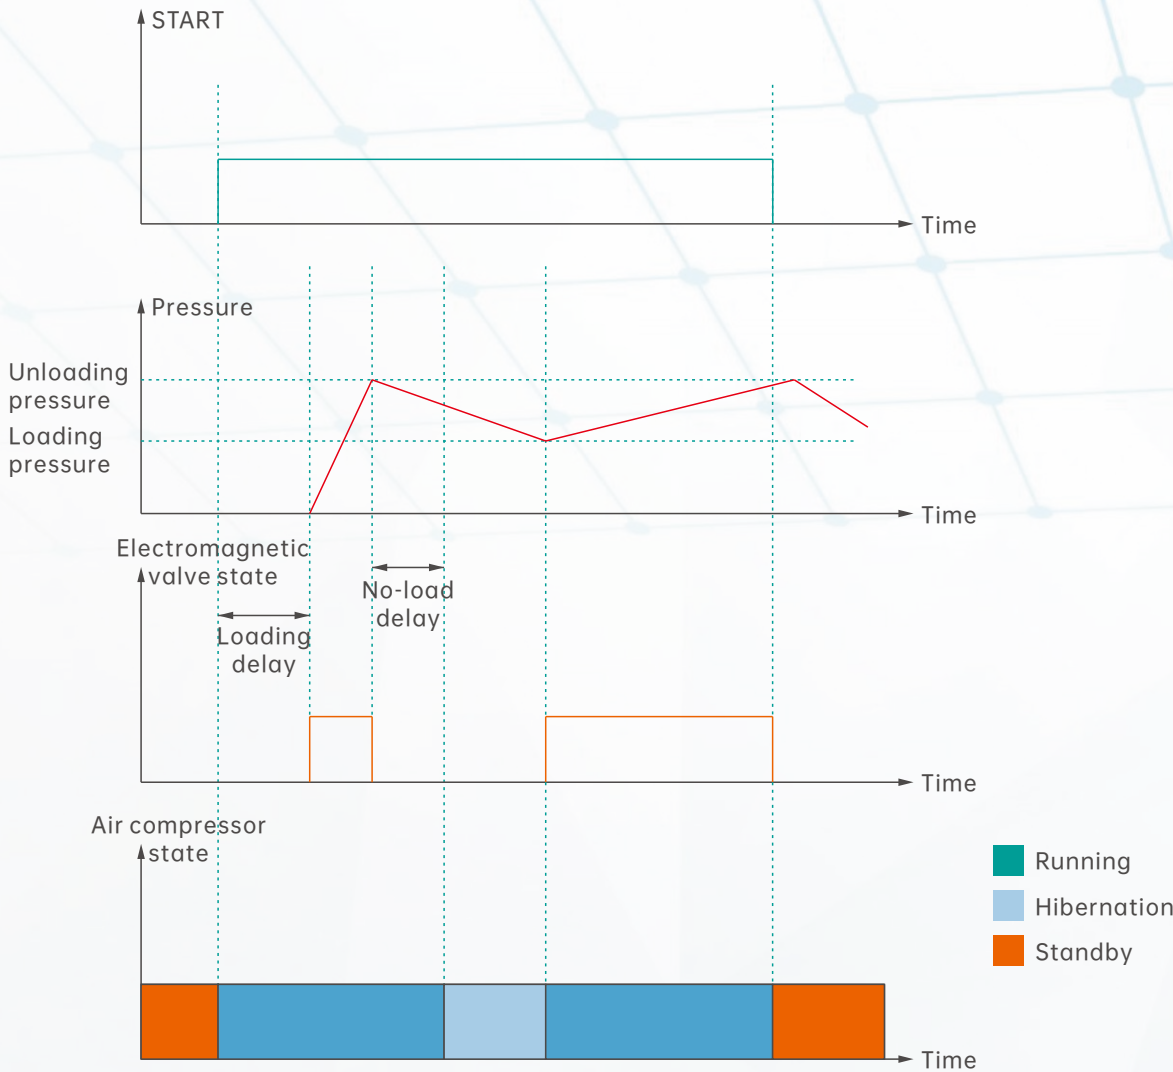 START
Time
Pressure
Unloading
pressure
Loading
pressure
Time
Electromagnetic
valve state
No-load
delay
Loading
delay
Time
Air compressor
state
Running
Hibernation
Standby
Time